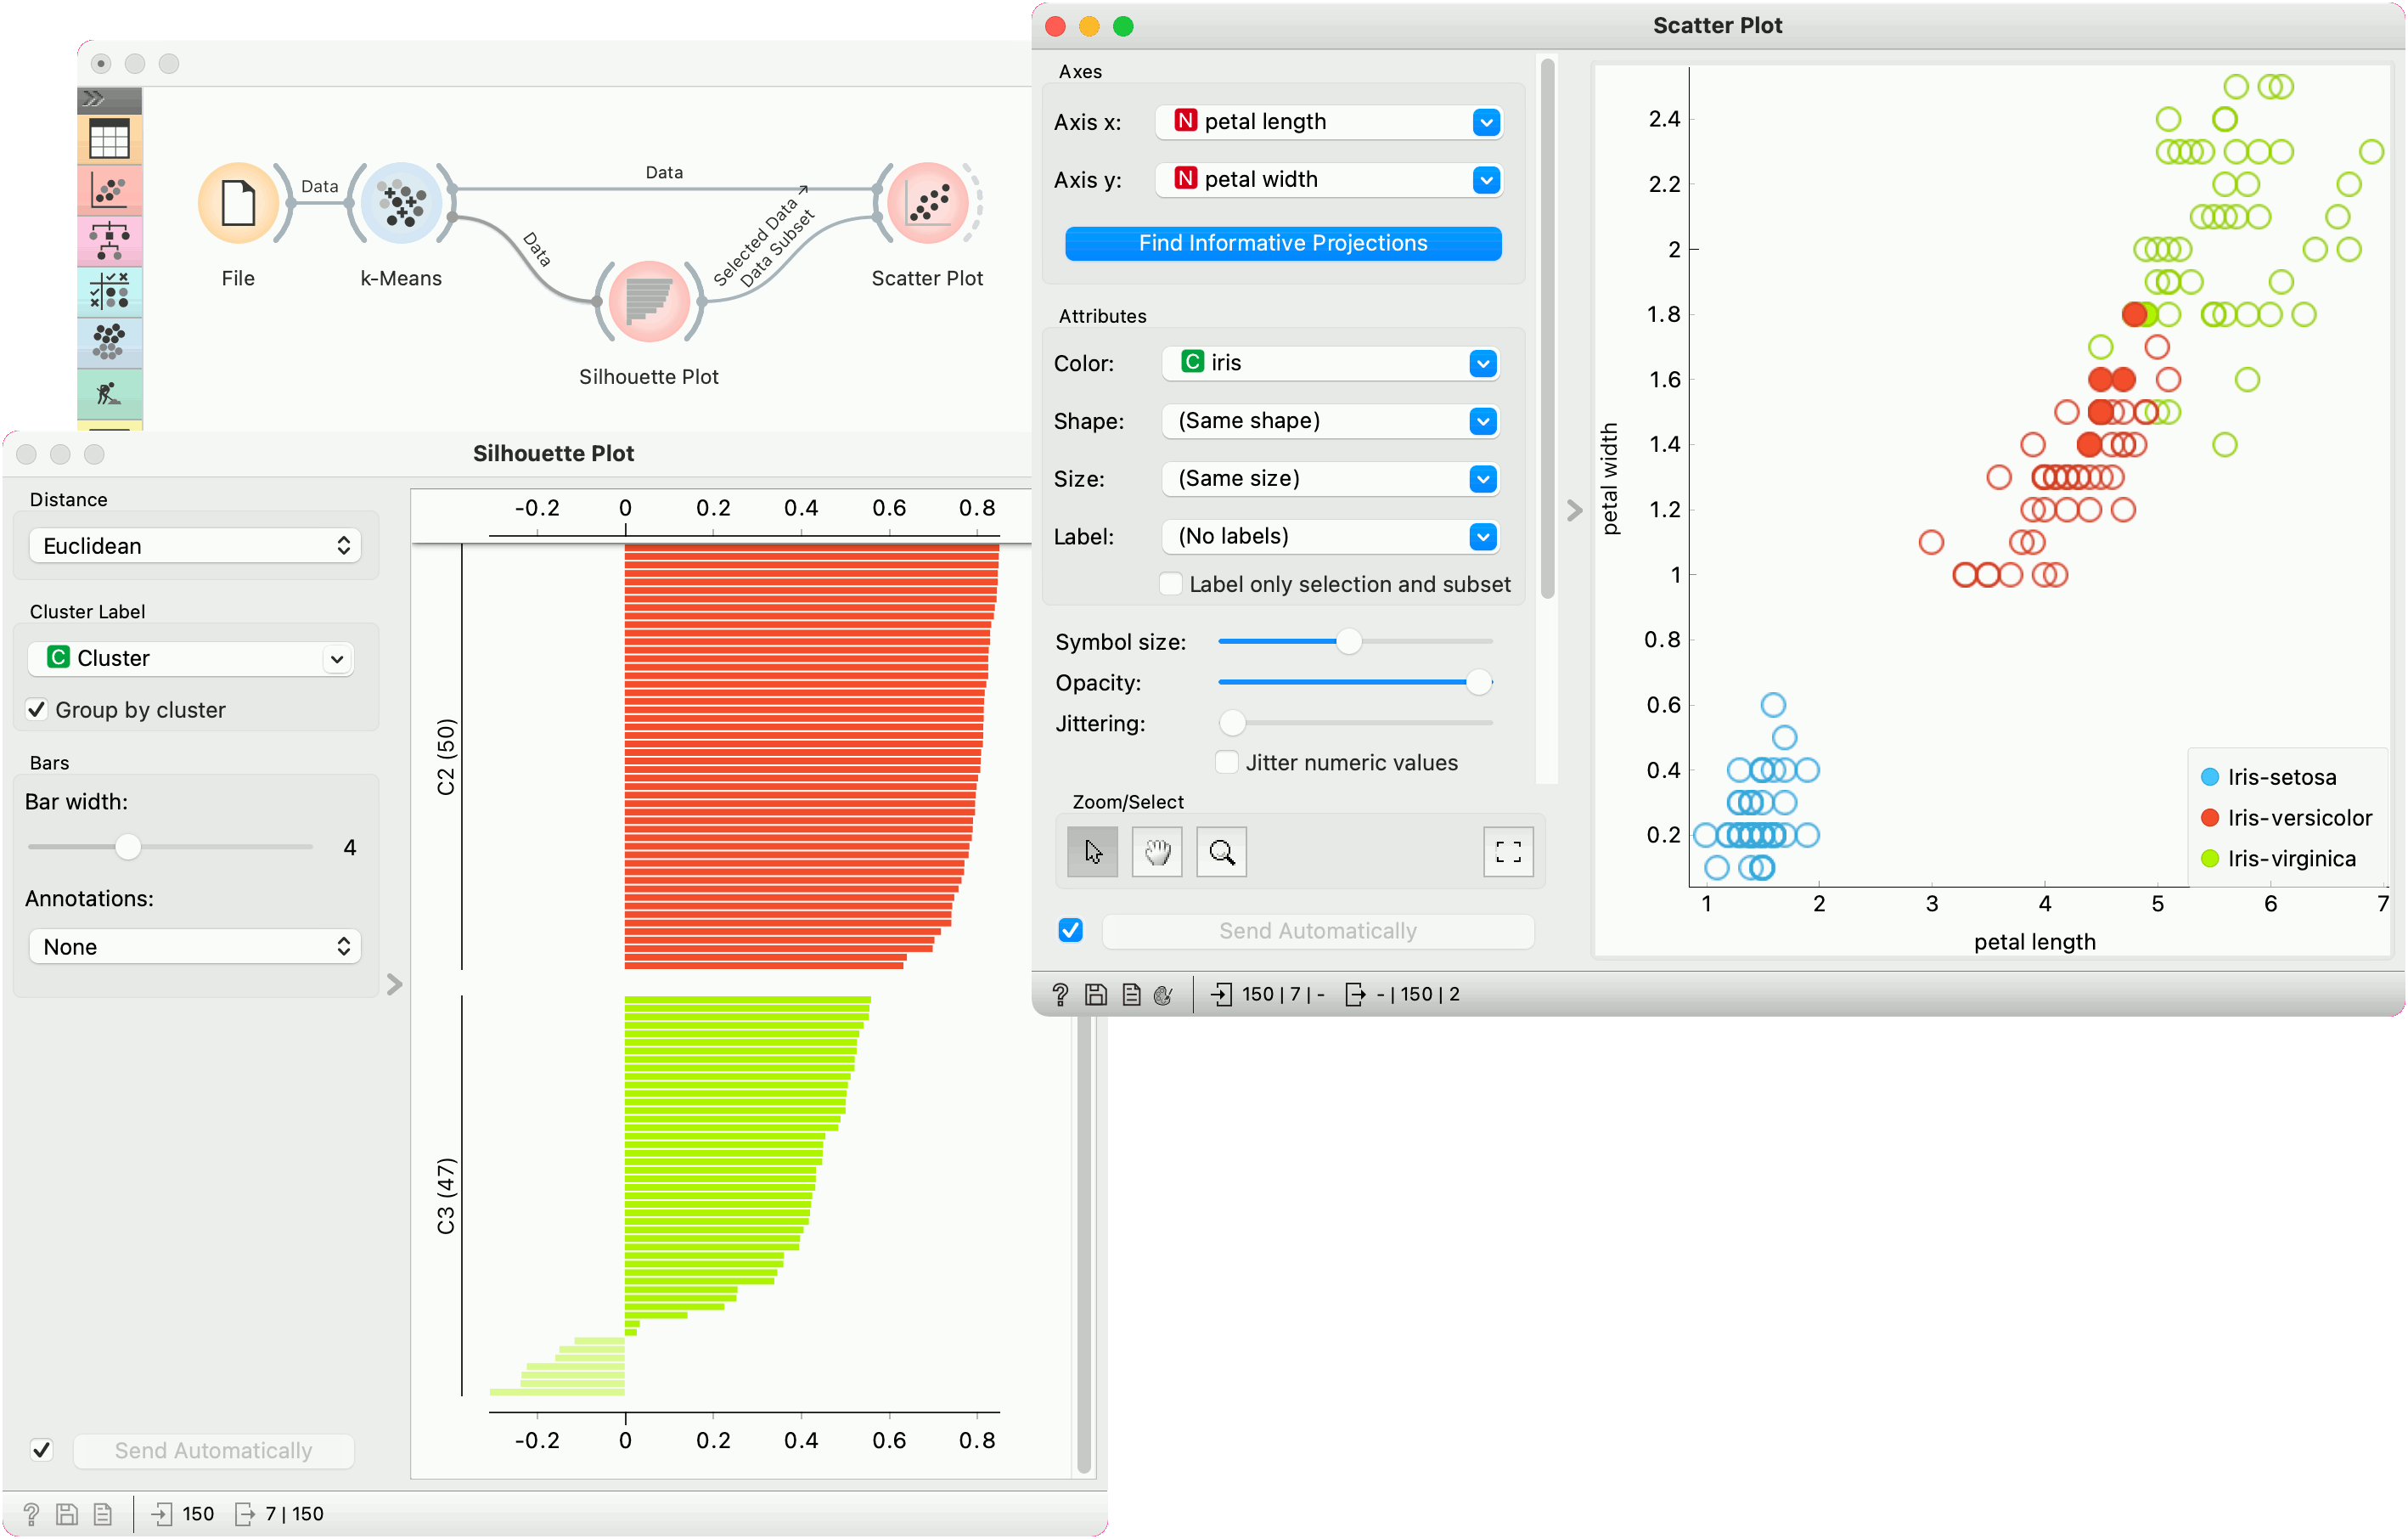 Data
Data
Data
Selected Data
Data Subset
File
k-Means
Silhouette Plot
Scatter Plot
Silhouette Plot
Distance
Euclidean
Cluster Label
C Cluster
Group by cluster
Bars
Bar width:
4
Annotations:
None
Send Automatically
150
7 | 150
-0.2 0 0.2 0.4 0.6 0.8
C2 (50)
C3 (47)
-0.2 0 0.2 0.4 0.6 0.8
Scatter Plot
Axes
Axis x: N petal length
Axis y: N petal width
Find Informative Projections
Attributes
Color: C iris
Shape: (Same shape)
Size: (Same size)
Label: (No labels)
Label only selection and subset
Symbol size:
Opacity:
Jittering:
Jitter numeric values
Zoom/Select
Send Automatically
? 150 | 7 | - - | 150 | 2
petal width
2.4
2.2
2
1.8
1.6
1.4
1.2
1
0.8
0.6
0.4
0.2
1 2 3 4 5 6 7
petal length
Iris-setosa
Iris-versicolor
Iris-virginica